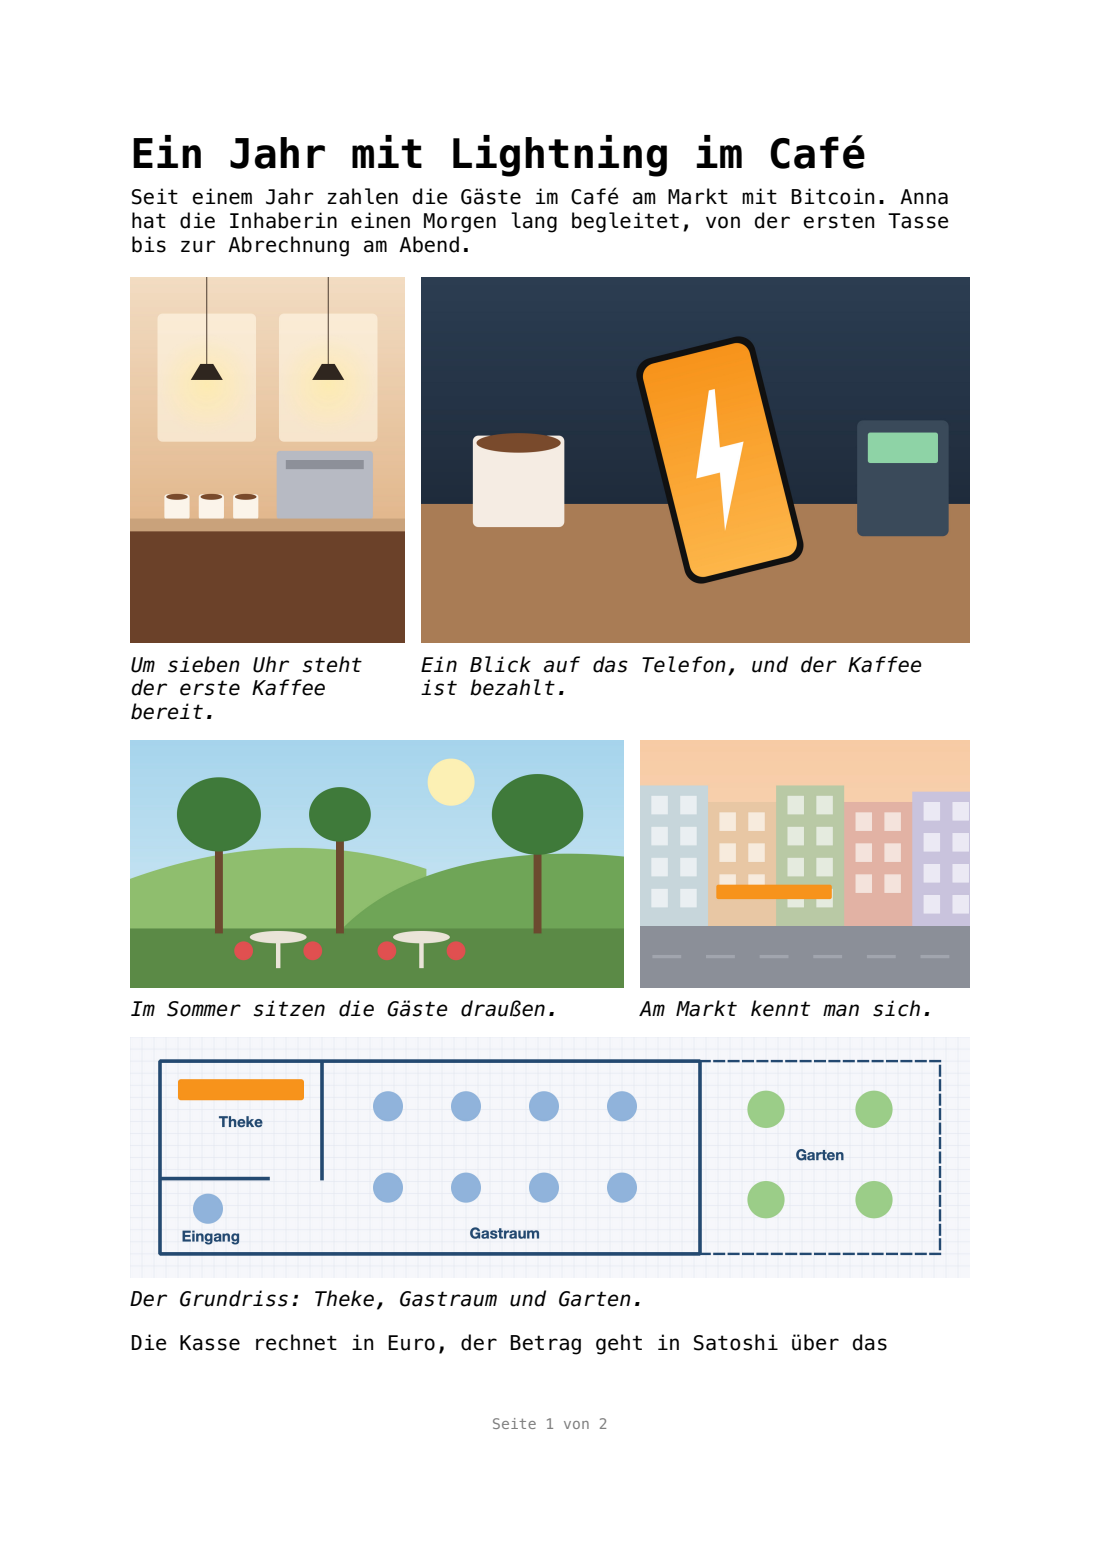 Ein Jahr mit Lightning im Café
Seit einem Jahr zahlen die Gäste im Café am Markt mit Bitcoin. Anna
hat die Inhaberin einen Morgen lang begleitet, von der ersten Tasse
bis zur Abrechnung am Abend.
Um sieben Uhr steht
der erste Kaffee
bereit.
Ein Blick auf das Telefon, und der Kaffee
ist bezahlt.
Im Sommer sitzen die Gäste draußen.
Am Markt kennt man sich.
Theke
Garten
Eingang
Gastraum
Der Grundriss: Theke, Gastraum und Garten.
Die Kasse rechnet in Euro, der Betrag geht in Satoshi über das
Seite 1 von 2